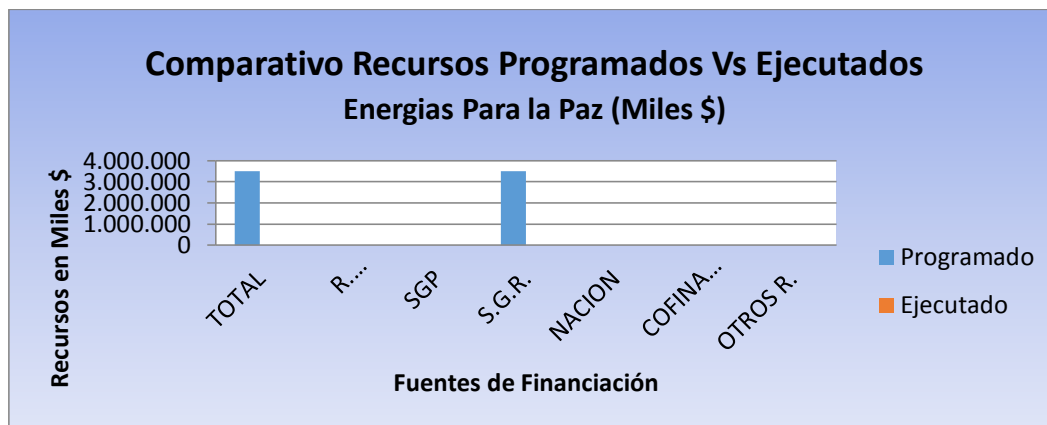 Comparativo Recursos Programados Vs Ejecutados
Energias Para la Paz (Miles $)
Recursos en Miles $
4.000.000
3.000.000
2.000.000
1.000.000
0
TOTAL
R....
SGP
S.G.R.
NACION
COFINA...
OTROS R.
Fuentes de Financiación
Programado
Ejecutado